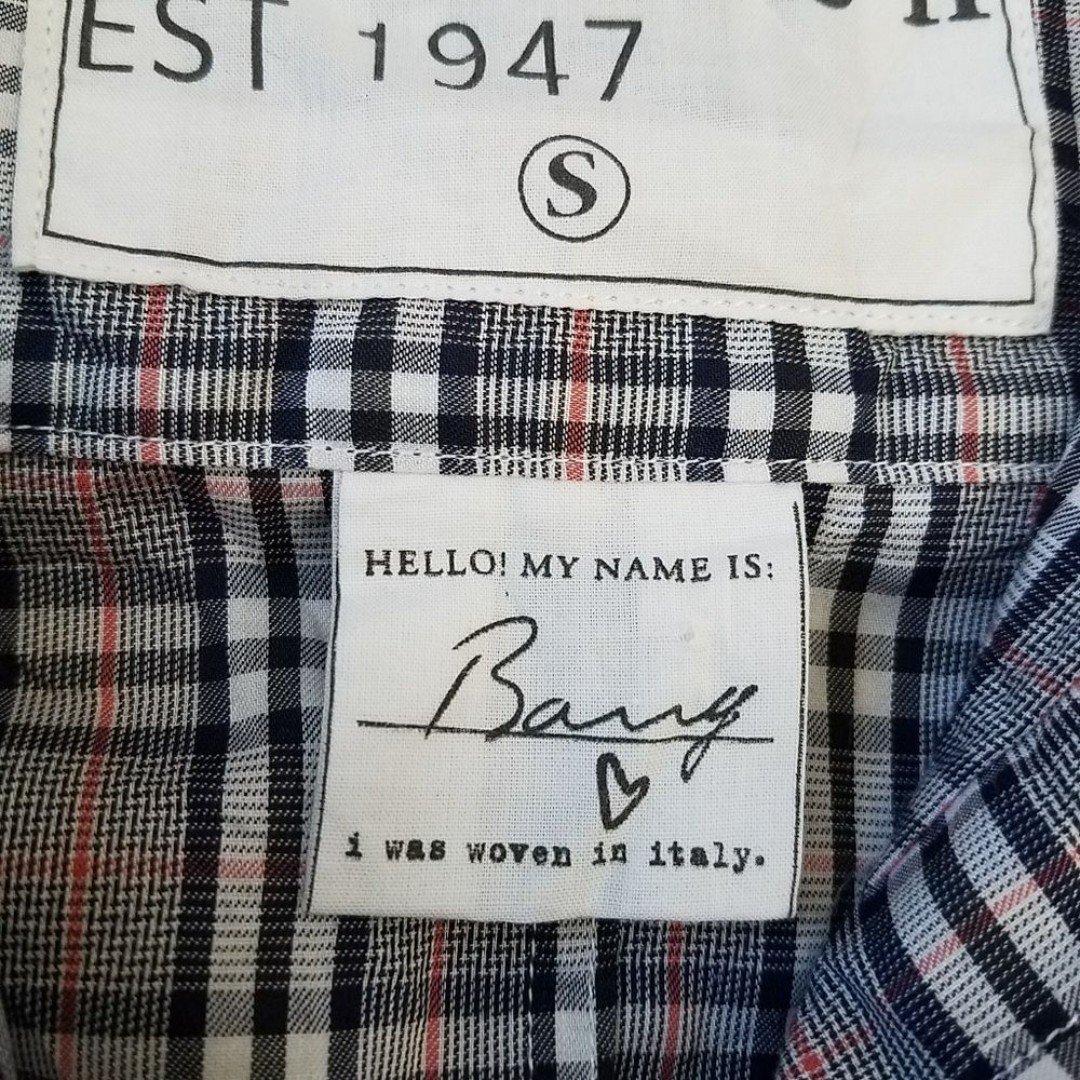 EST 1947
S
HELLO! MY NAME IS:
Barry
i was woven in italy.